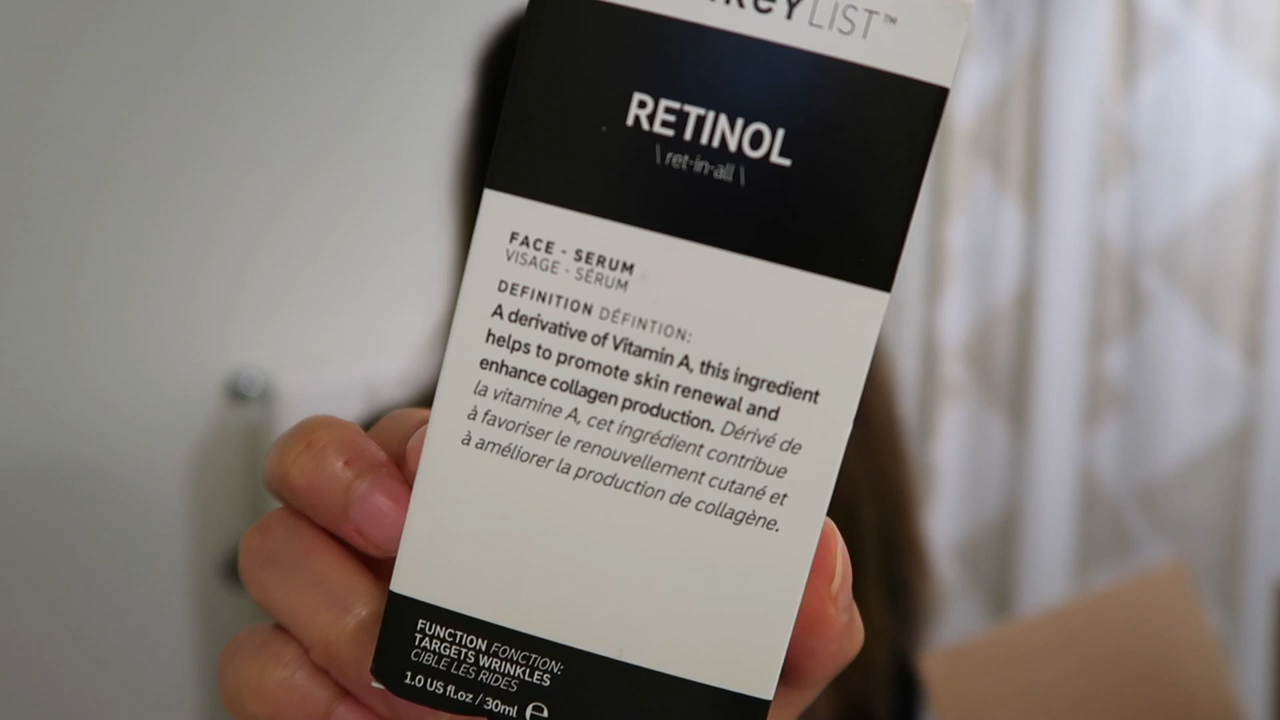 LIST™
RETINOL
\ ret·in·all \
FACE - SERUM
VISAGE - SÉRUM
DEFINITION DÉFINTION:
A derivative of Vitamin A, this ingredient
helps to promote skin renewal and
enhance collagen production. Dérivé de
la vitamine A, cet ingrédient contribue
à favoriser le renouvellement cutané et
à améliorer la production de collagène.
FUNCTION FONCTION:
TARGETS WRINKLES
CIBLE LES RIDES
1.0 US fl.oz / 30ml ℮